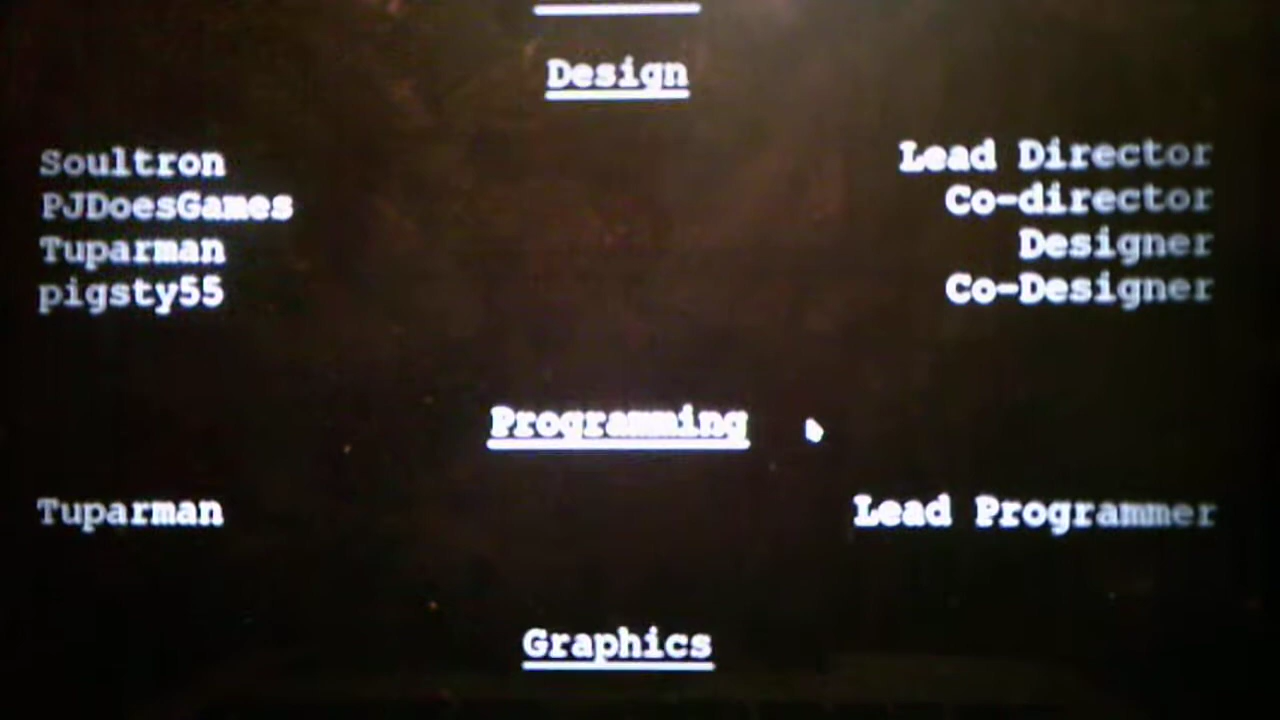 Design
Soultron Lead Director
PJDoesGames Co-director
Tuparman Designer
pigsty55 Co-Designer
Programming
Tuparman Lead Programmer
Graphics